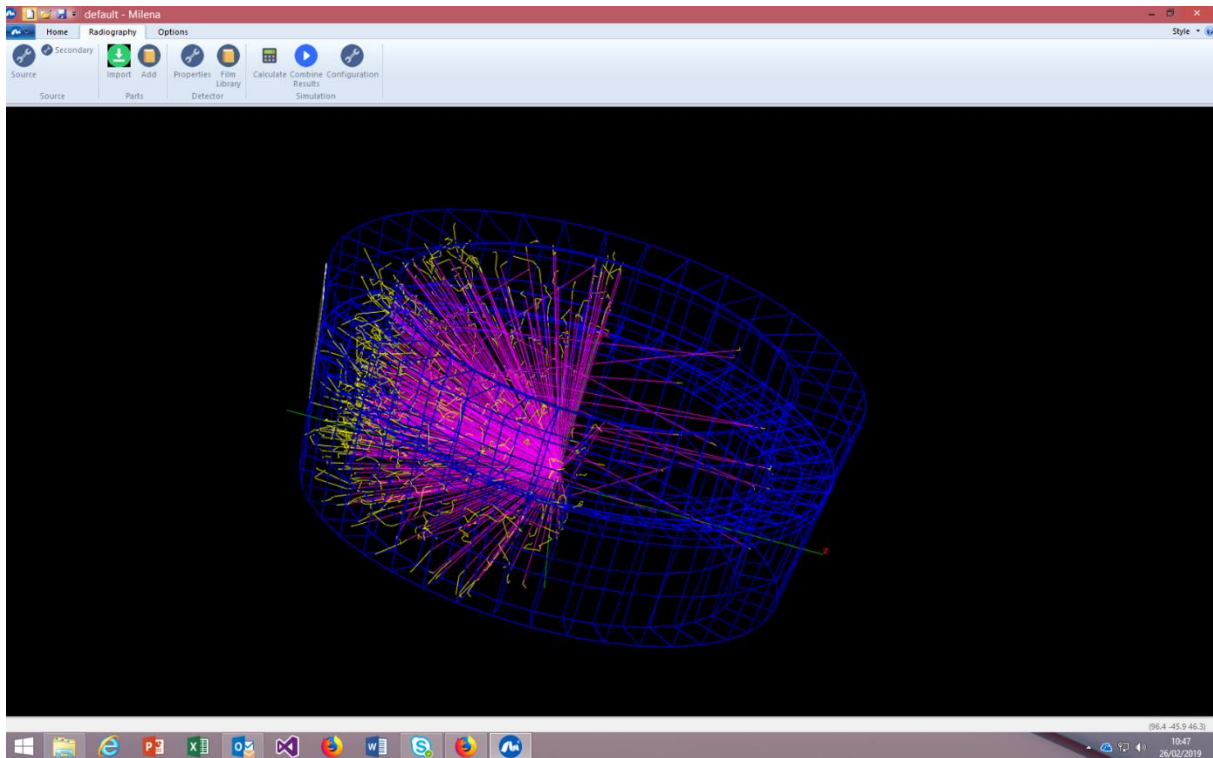 default - Milena
Home Radiography Options Style
Secondary
Source Import Add Properties Film Library Calculate Combine Results Configuration
Source Parts Detector Simulation
Z
(96.4 -45.9 46.3)
10:47
26/02/2019